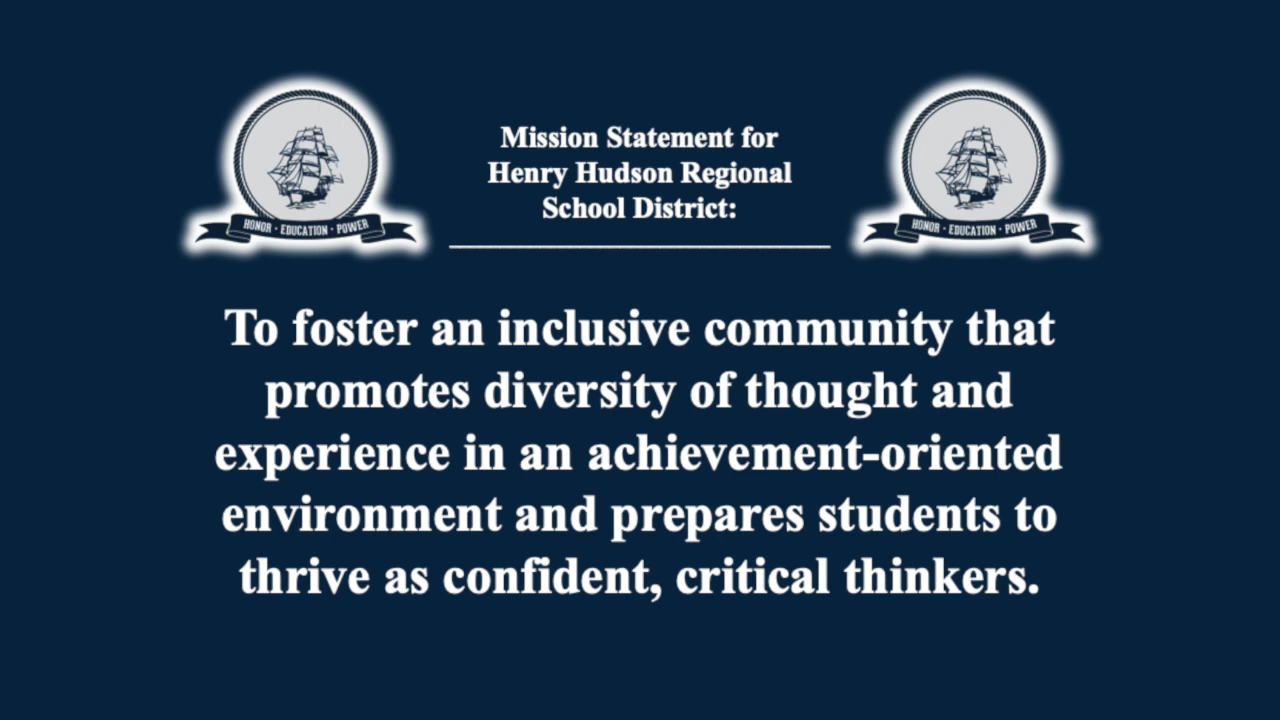 Mission Statement for
Henry Hudson Regional
School District:
HONOR · EDUCATION · POWER
HONOR · EDUCATION · POWER
To foster an inclusive community that
promotes diversity of thought and
experience in an achievement-oriented
environment and prepares students to
thrive as confident, critical thinkers.